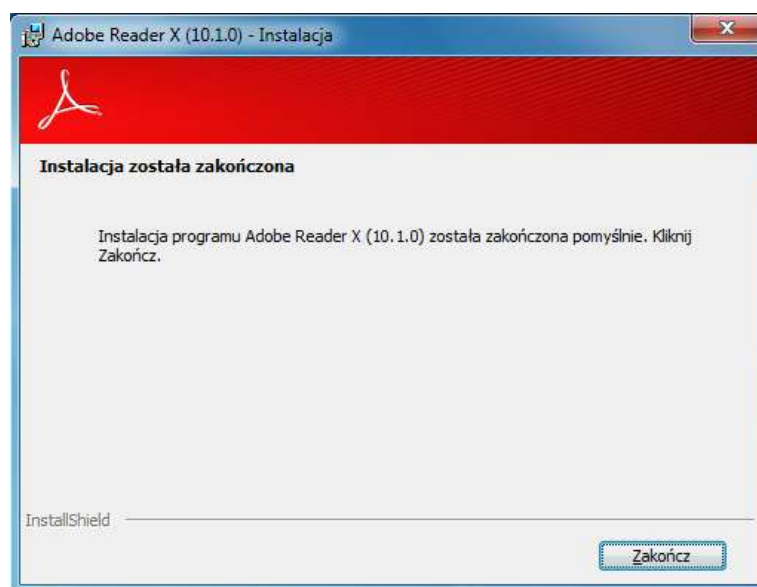 Adobe Reader X (10.1.0) - Instalacja
Instalacja została zakończona
Instalacja programu Adobe Reader X (10.1.0) została zakończona pomyślnie. Kliknij
Zakończ.
InstallShield
Zakończ